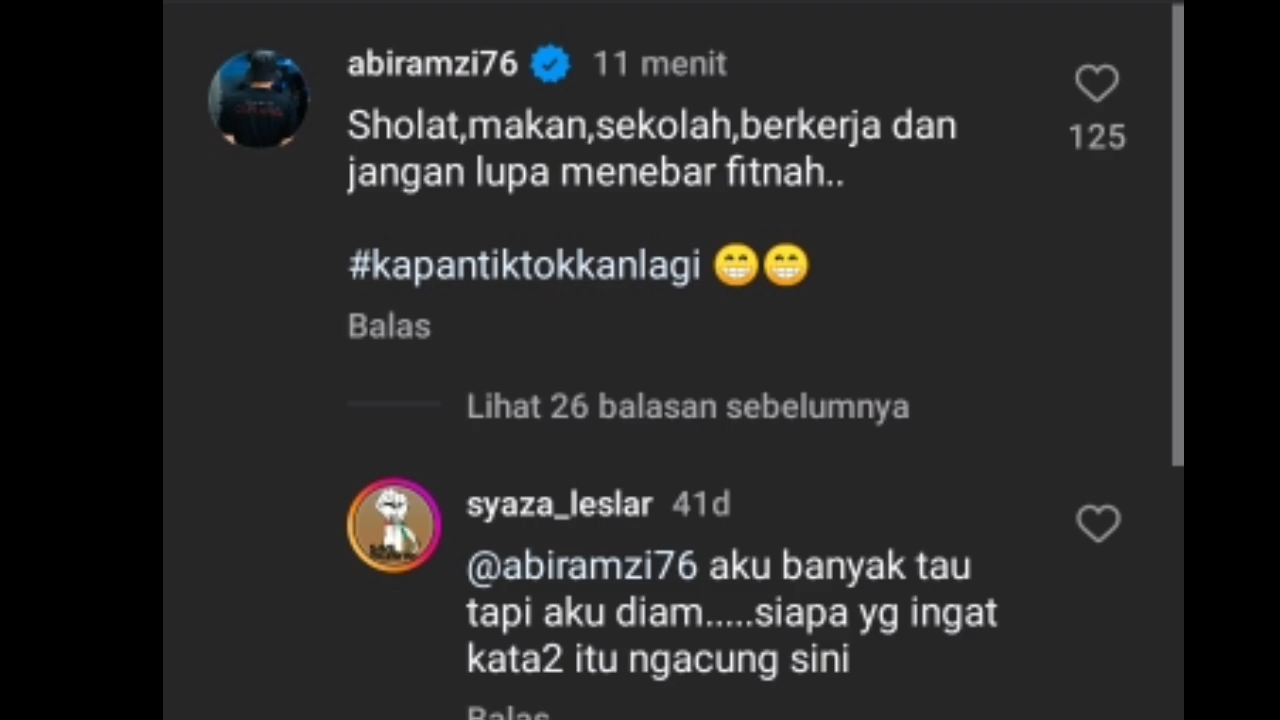 abiramzi76 11 menit
Sholat,makan,sekolah,berkerja dan
jangan lupa menebar fitnah..
125
#kapantiktokkanlagi 😁😁
Balas
Lihat 26 balasan sebelumnya
syaza_leslar 41d
@abiramzi76 aku banyak tau
tapi aku diam.....siapa yg ingat
kata2 itu ngacung sini
Balas